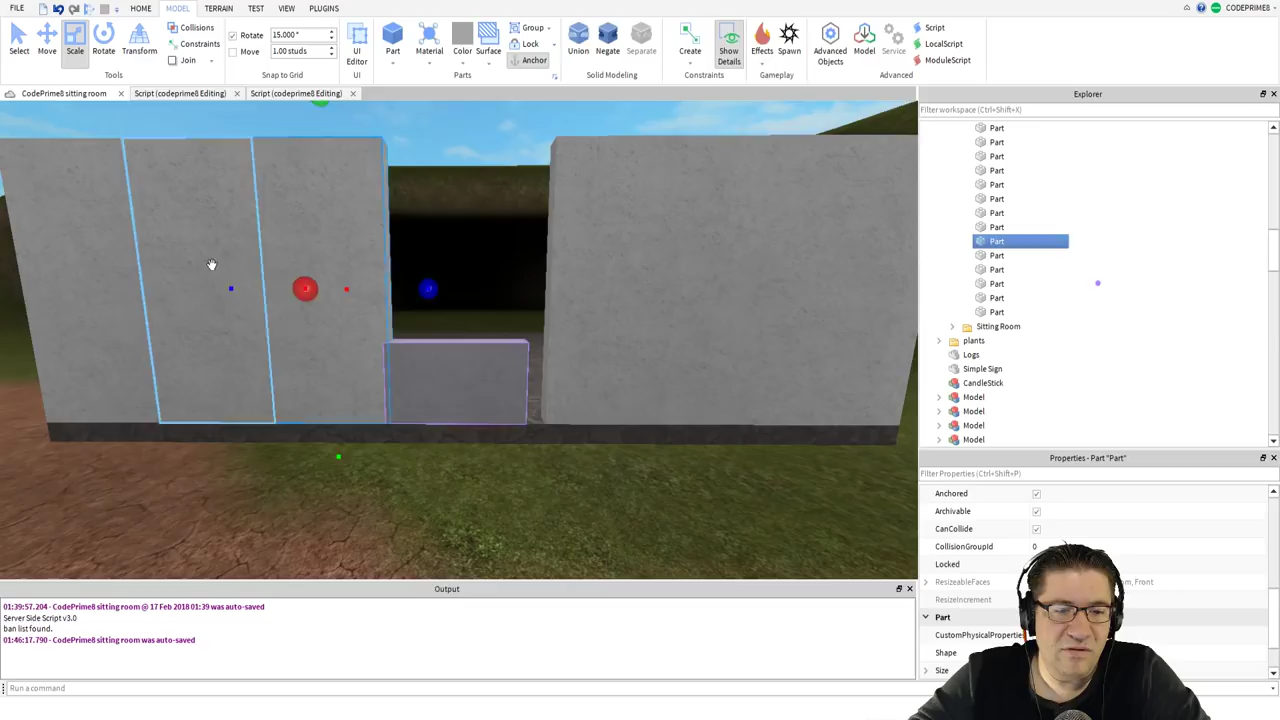 FILE HOME MODEL TERRAIN TEST VIEW PLUGINS CODEPRIME8
Select Move Scale Rotate Transform
Collisions
Constraints
Join
Tools
Rotate 15.000°
Move 1.00 studs
Snap to Grid
UI Editor
UI
Part Material Color Surface
Group
Lock
Anchor
Parts
Union Negate Separate
Solid Modeling
Create Show Details
Constraints
Effects Spawn
Gameplay
Advanced Objects Model Service
Script
LocalScript
ModuleScript
Advanced
CodePrime8 sitting room x Script (codeprime8 Editing) x Script (codeprime8 Editing) x
Explorer
Filter workspace (Ctrl+Shift+X)
Part
Part
Part
Part
Part
Part
Part
Part
Part
Part
Part
Part
Part
Part
Sitting Room
plants
Logs
Simple Sign
CandleStick
Model
Model
Model
Model
Properties - Part "Part"
Filter Properties (Ctrl+Shift+P)
Anchored
Archivable
CanCollide
CollisionGroupId 0
Locked
ResizeableFaces
ResizeIncrement
Part
CustomPhysicalPropertie
Shape
Size
Output
01:39:57.204 - CodePrime8 sitting room @ 17 Feb 2018 01:39 was auto-saved
Server Side Script v3.0
ban list found.
01:46:17.790 - CodePrime8 sitting room was auto-saved
Run a command